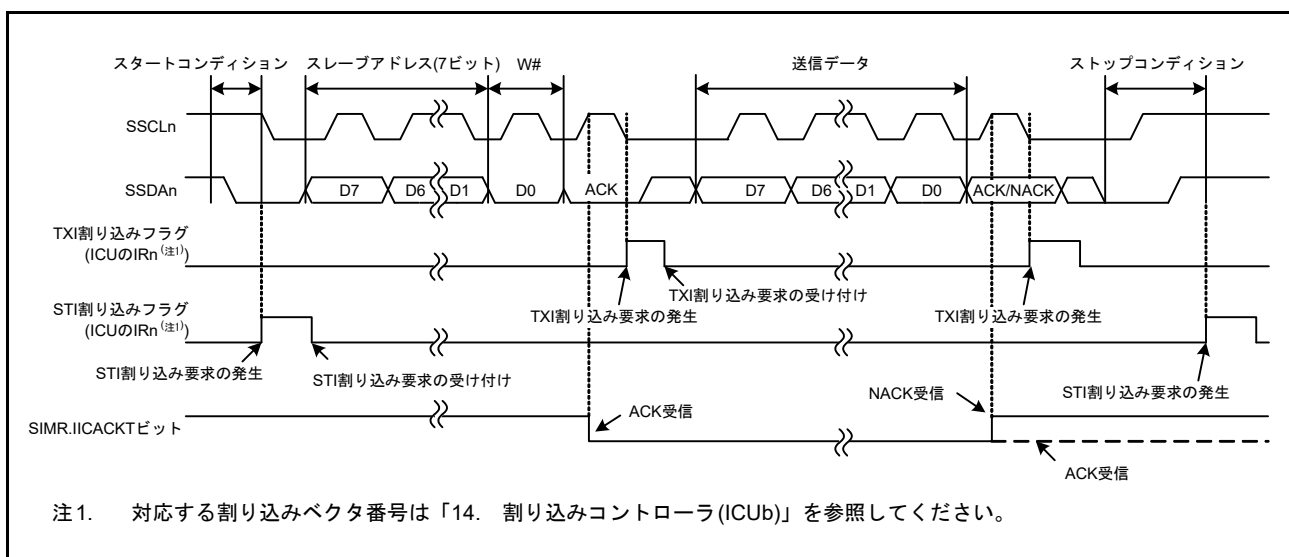 スタートコンディション スレーブアドレス(7ビット) W# 送信データ ストップコンディション
SSCLn
SSDAn D7 D6 D1 D0 ACK D7 D6 D1 D0 ACK/NACK
TXI割り込みフラグ
(ICUのIRn(注1))
TXI割り込み要求の受け付け
TXI割り込み要求の発生 TXI割り込み要求の発生
STI割り込みフラグ
(ICUのIRn(注1))
STI割り込み要求の発生 STI割り込み要求の受け付け STI割り込み要求の発生
NACK受信
ACK受信
SIMR.IICACKTビット
ACK受信
注1. 対応する割り込みベクタ番号は「14. 割り込みコントローラ(ICUb)」を参照してください。